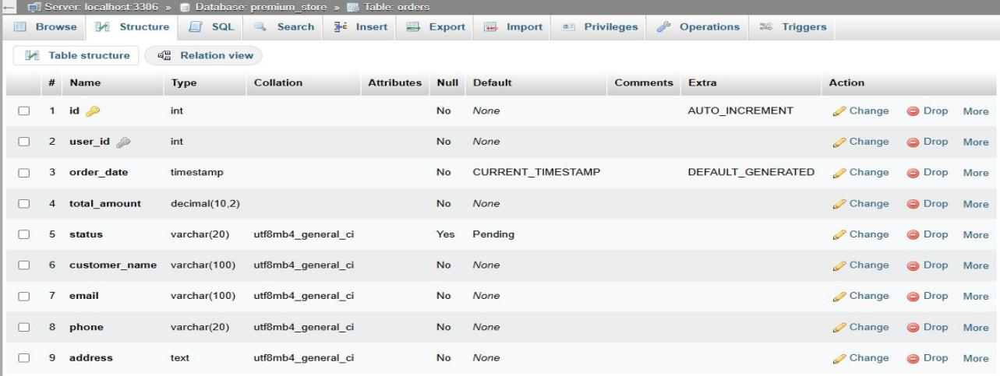 ← Server: localhost:3306 » Database: premium_store » Table: orders
Browse Structure SQL Search Insert Export Import Privileges Operations Triggers
Table structure Relation view
# Name Type Collation Attributes Null Default Comments Extra Action
1 id int No None AUTO_INCREMENT Change Drop More
2 user_id int No None Change Drop More
3 order_date timestamp No CURRENT_TIMESTAMP DEFAULT_GENERATED Change Drop More
4 total_amount decimal(10,2) No None Change Drop More
5 status varchar(20) utf8mb4_general_ci Yes Pending Change Drop More
6 customer_name varchar(100) utf8mb4_general_ci No None Change Drop More
7 email varchar(100) utf8mb4_general_ci No None Change Drop More
8 phone varchar(20) utf8mb4_general_ci No None Change Drop More
9 address text utf8mb4_general_ci No None Change Drop More